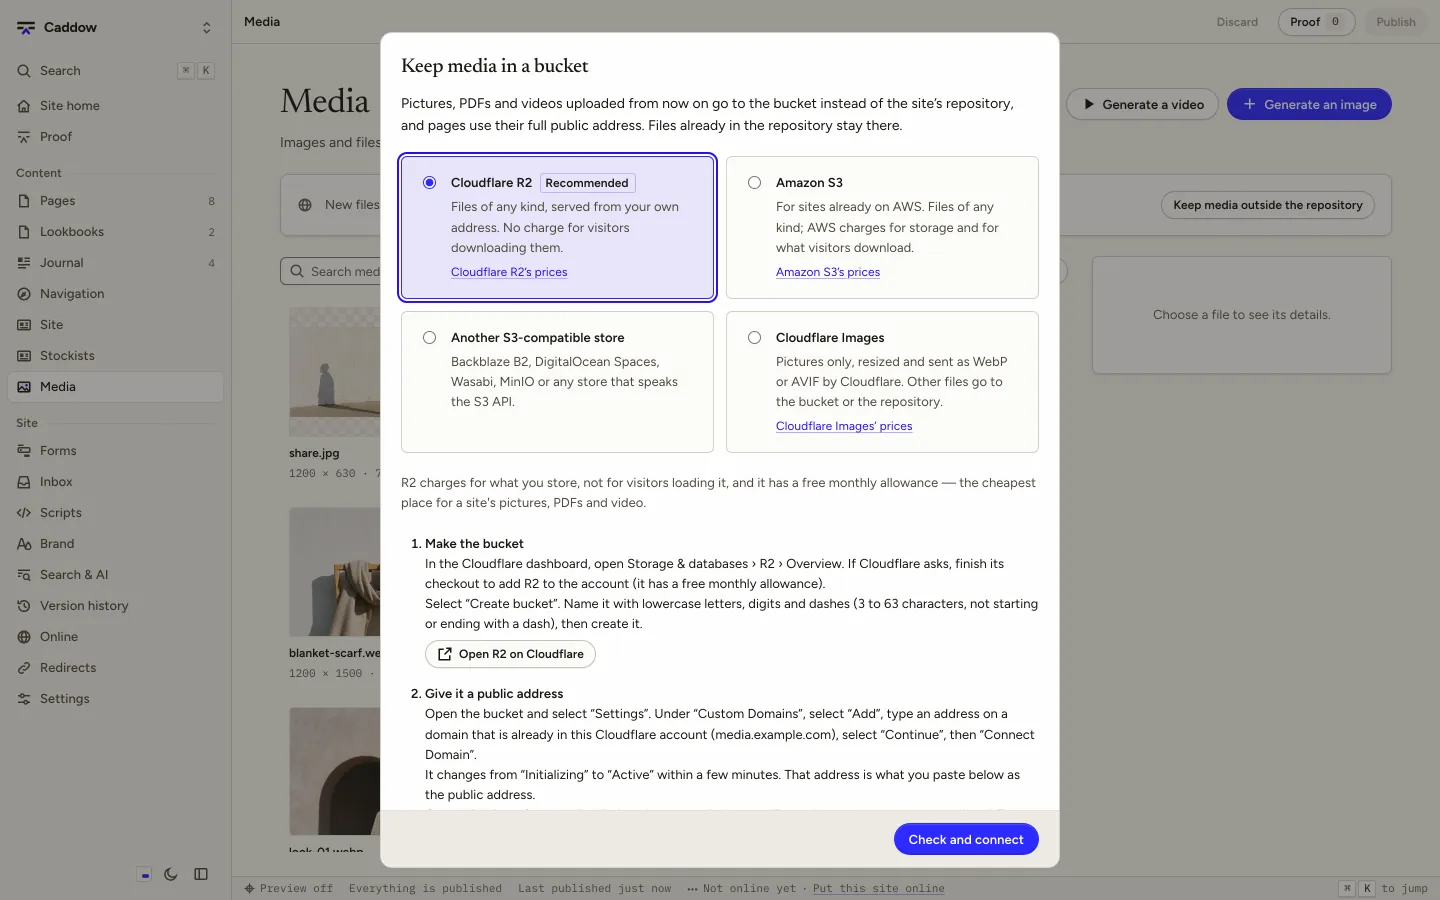 Caddow
Search
⌘ K
Site home
Proof
Content
Pages 8
Lookbooks 2
Journal 4
Navigation
Site
Stockists
Media
Site
Forms
Inbox
Scripts
Brand
Search & AI
Version history
Online
Redirects
Settings
Media
Discard
Proof 0
Publish
Media
Images and files
Generate a video
Generate an image
New files
Keep media outside the repository
Search med
Choose a file to see its details.
share.jpg
1200 × 630 ·
blanket-scarf.we
1200 × 1500 ·
look-01.webp
Keep media in a bucket
Pictures, PDFs and videos uploaded from now on go to the bucket instead of the site’s repository,
and pages use their full public address. Files already in the repository stay there.
Cloudflare R2 Recommended
Files of any kind, served from your own
address. No charge for visitors
downloading them.
Cloudflare R2’s prices
Amazon S3
For sites already on AWS. Files of any
kind; AWS charges for storage and for
what visitors download.
Amazon S3’s prices
Another S3-compatible store
Backblaze B2, DigitalOcean Spaces,
Wasabi, MinIO or any store that speaks
the S3 API.
Cloudflare Images
Pictures only, resized and sent as WebP
or AVIF by Cloudflare. Other files go to
the bucket or the repository.
Cloudflare Images’ prices
R2 charges for what you store, not for visitors loading it, and it has a free monthly allowance — the cheapest
place for a site's pictures, PDFs and video.
1. Make the bucket
In the Cloudflare dashboard, open Storage & databases › R2 › Overview. If Cloudflare asks, finish its
checkout to add R2 to the account (it has a free monthly allowance).
Select “Create bucket”. Name it with lowercase letters, digits and dashes (3 to 63 characters, not starting
or ending with a dash), then create it.
Open R2 on Cloudflare
2. Give it a public address
Open the bucket and select “Settings”. Under “Custom Domains”, select “Add”, type an address on a
domain that is already in this Cloudflare account (media.example.com), select “Continue”, then “Connect
Domain”.
It changes from “Initializing” to “Active” within a few minutes. That address is what you paste below as
the public address.
Check and connect
Preview off
Everything is published
Last published just now
Not online yet · Put this site online
⌘ K to jump